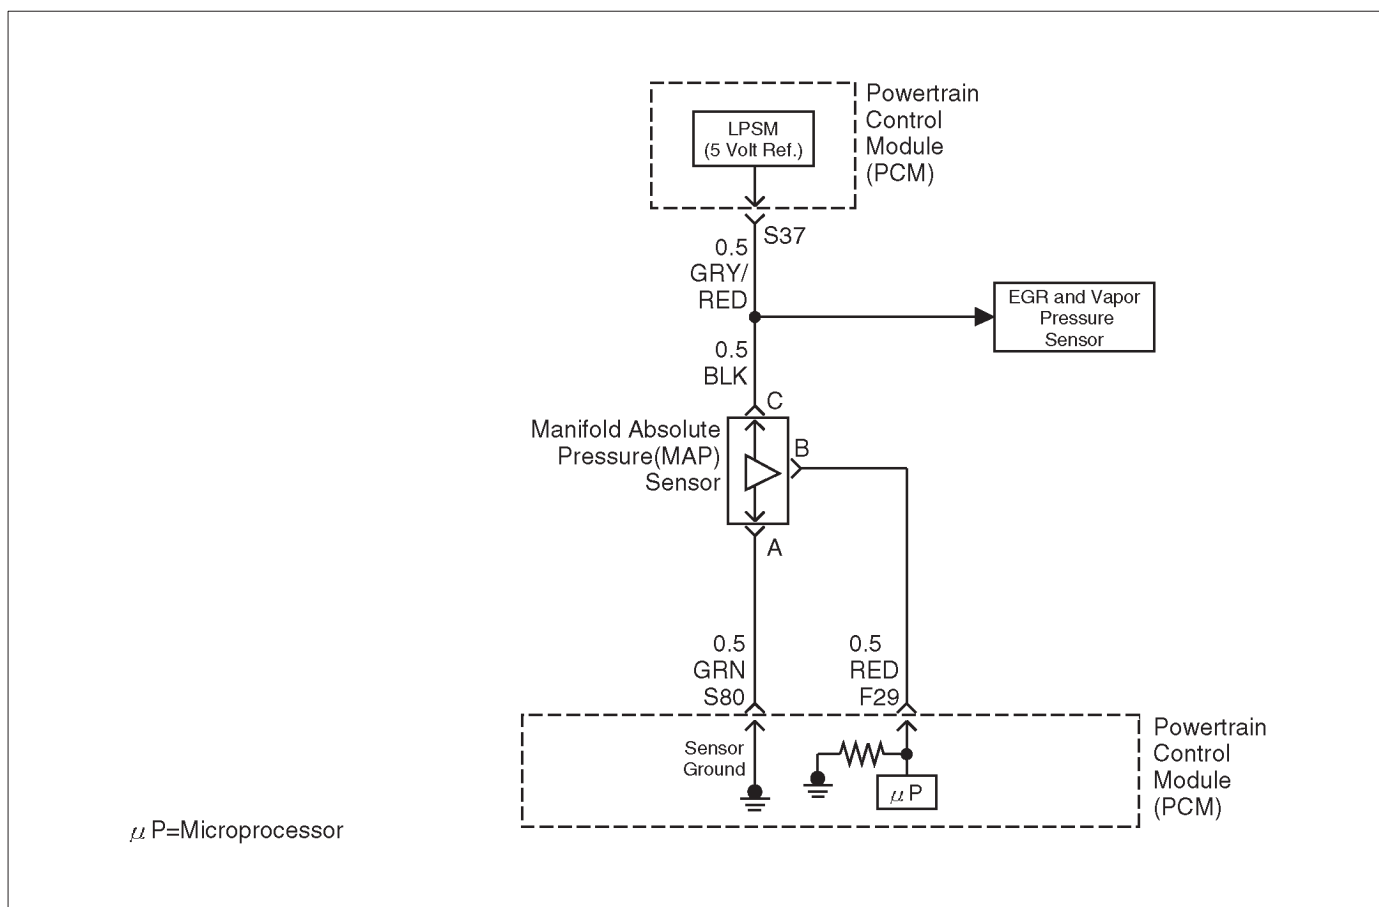 Powertrain
Control
Module
(PCM)
LPSM
(5 Volt Ref.)
S37
0.5
GRY/
RED
EGR and Vapor
Pressure
Sensor
0.5
BLK
C
Manifold Absolute
Pressure(MAP)
Sensor
B
A
0.5
GRN
S80
0.5
RED
F29
Sensor
Ground
μP
Powertrain
Control
Module
(PCM)
μP=Microprocessor